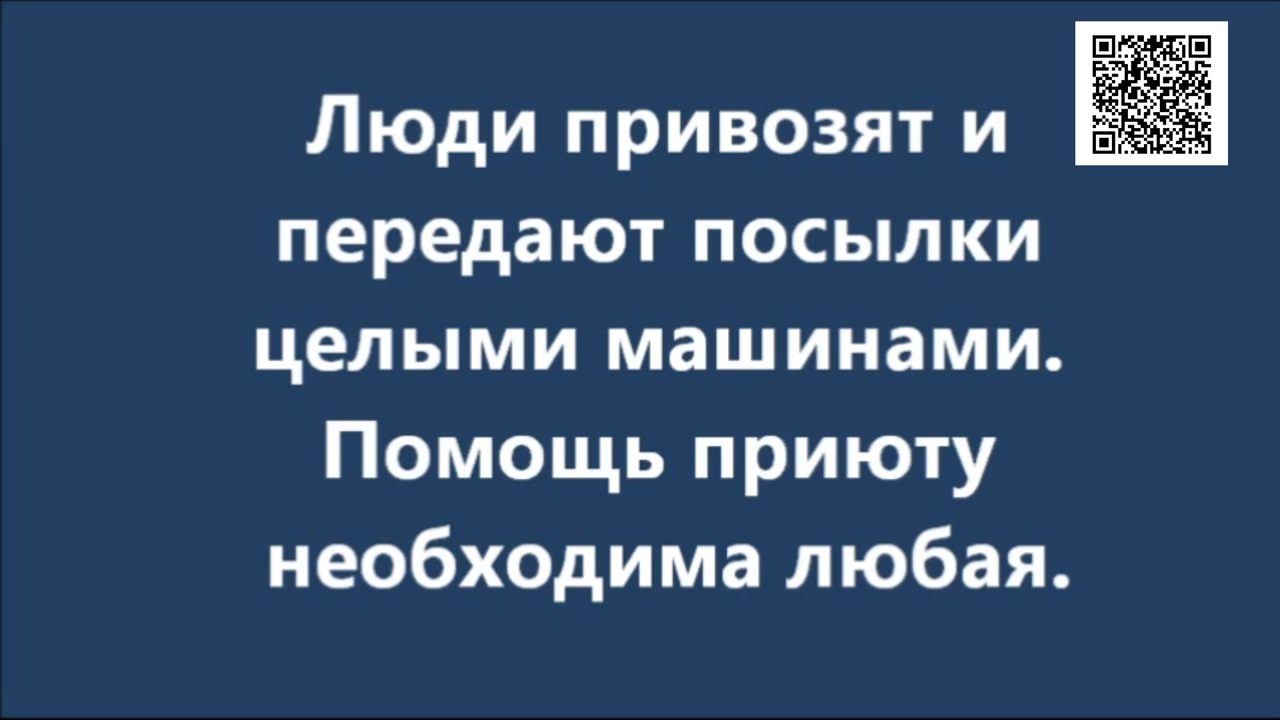 Люди привозят и
передают посылки
целыми машинами.
Помощь приюту
необходима любая.